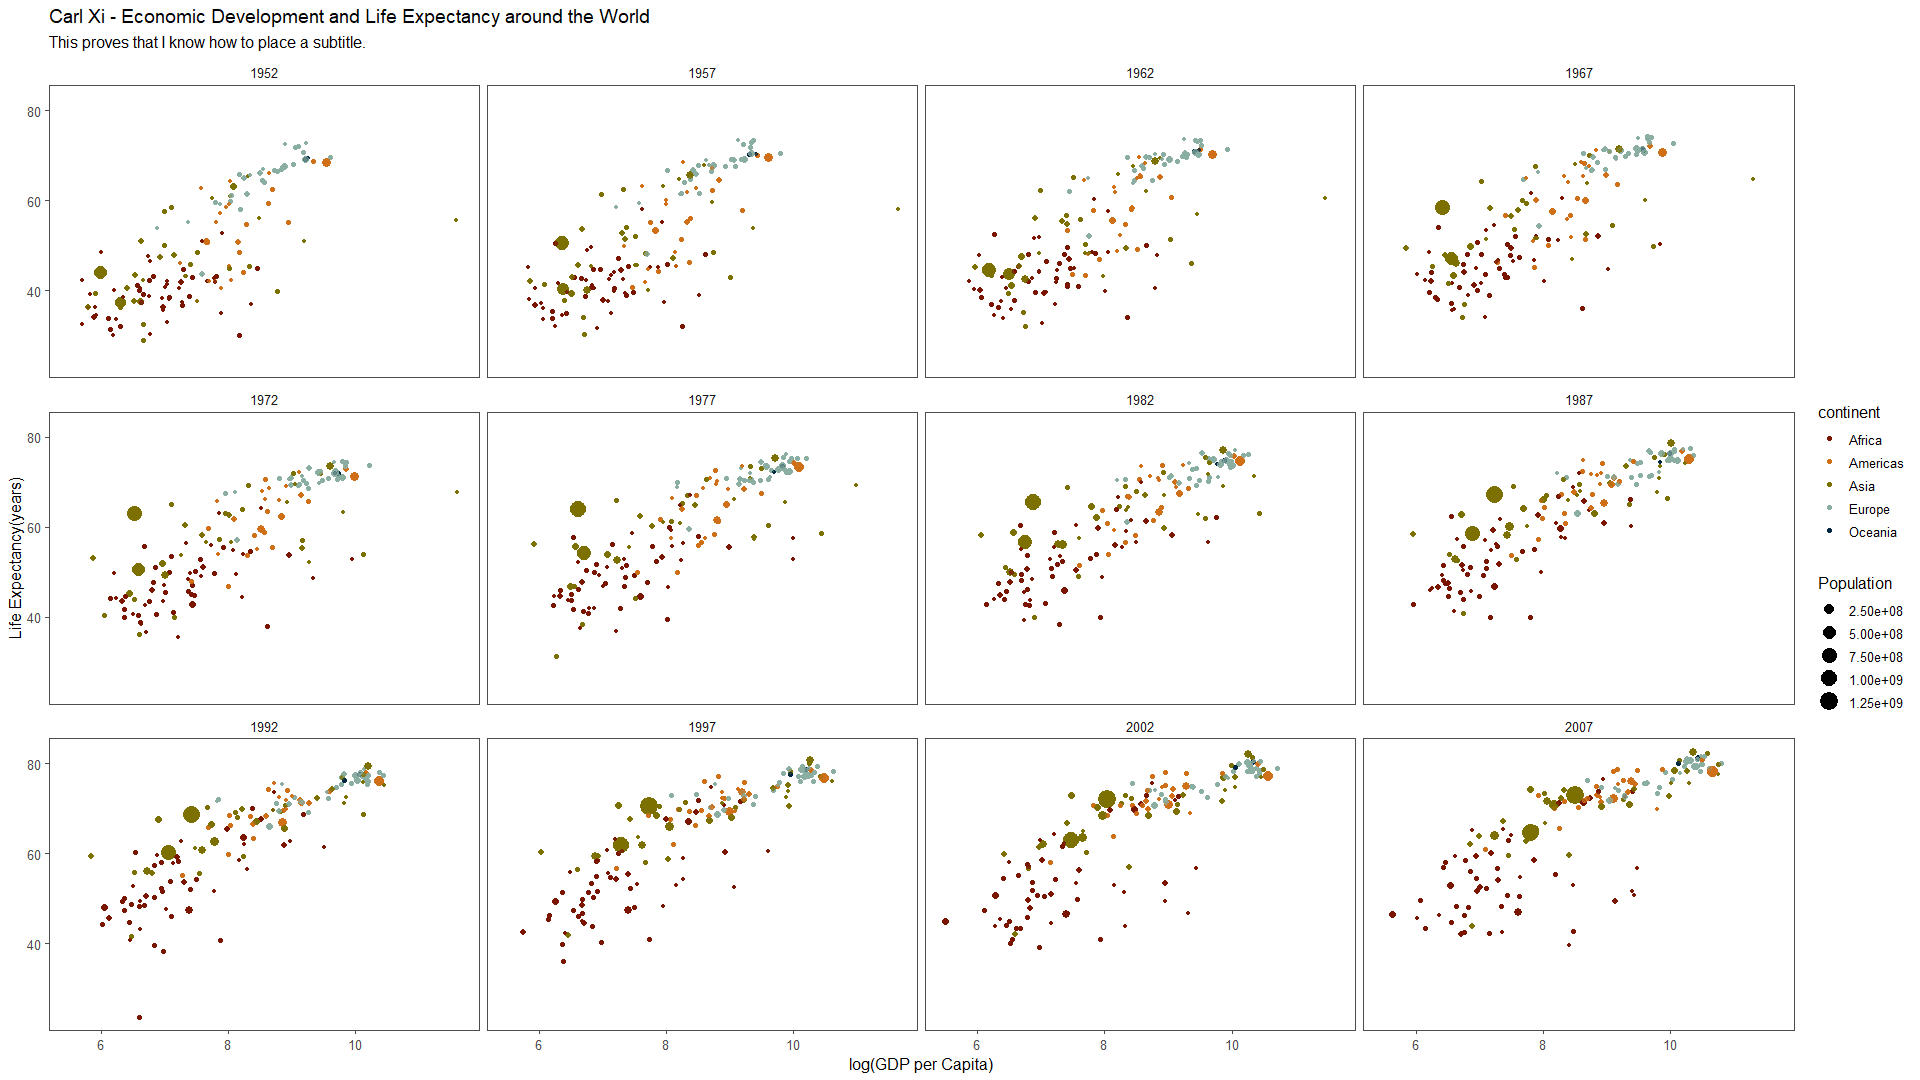 Carl Xi - Economic Development and Life Expectancy around the World
This proves that I know how to place a subtitle.
1952
1957
1962
1967
80
60
40
1972
1977
1982
1987
80
60
40
1992
1997
2002
2007
80
60
40
6
8
10
6
8
10
6
8
10
6
8
10
Life Expectancy(years)
log(GDP per Capita)
continent
Africa
Americas
Asia
Europe
Oceania
Population
2.50e+08
5.00e+08
7.50e+08
1.00e+09
1.25e+09